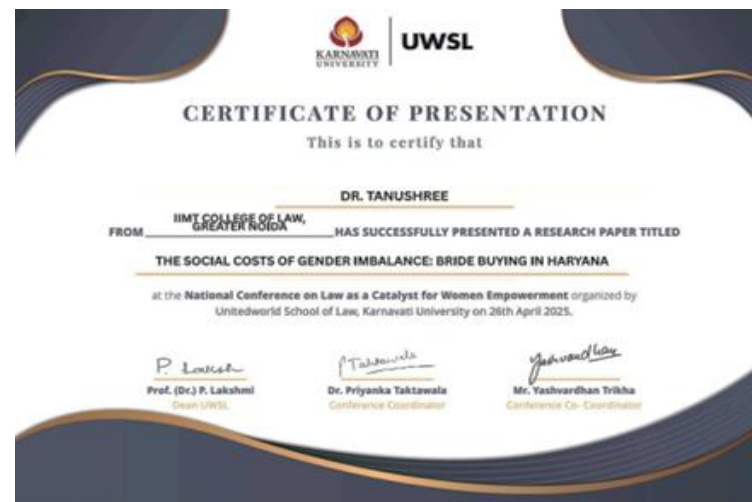 KARNAVATI
UNIVERSITY
UWSL
CERTIFICATE OF PRESENTATION
This is to certify that
DR. TANUSHREE
IIMT COLLEGE OF LAW,
GREATER NOIDA
FROM HAS SUCCESSFULLY PRESENTED A RESEARCH PAPER TITLED
THE SOCIAL COSTS OF GENDER IMBALANCE: BRIDE BUYING IN HARYANA
at the National Conference on Law as a Catalyst for Women Empowerment organized by
Unitedworld School of Law, Karnavati University on 26th April 2025.
P. Lakshmi
P Taktawala
Yashvardhan
Prof. (Dr.) P. Lakshmi
Dr. Priyanka Taktawala
Mr. Yashvardhan Trikha
Dean UWSL
Conference Coordinator
Conference Co- Coordinator